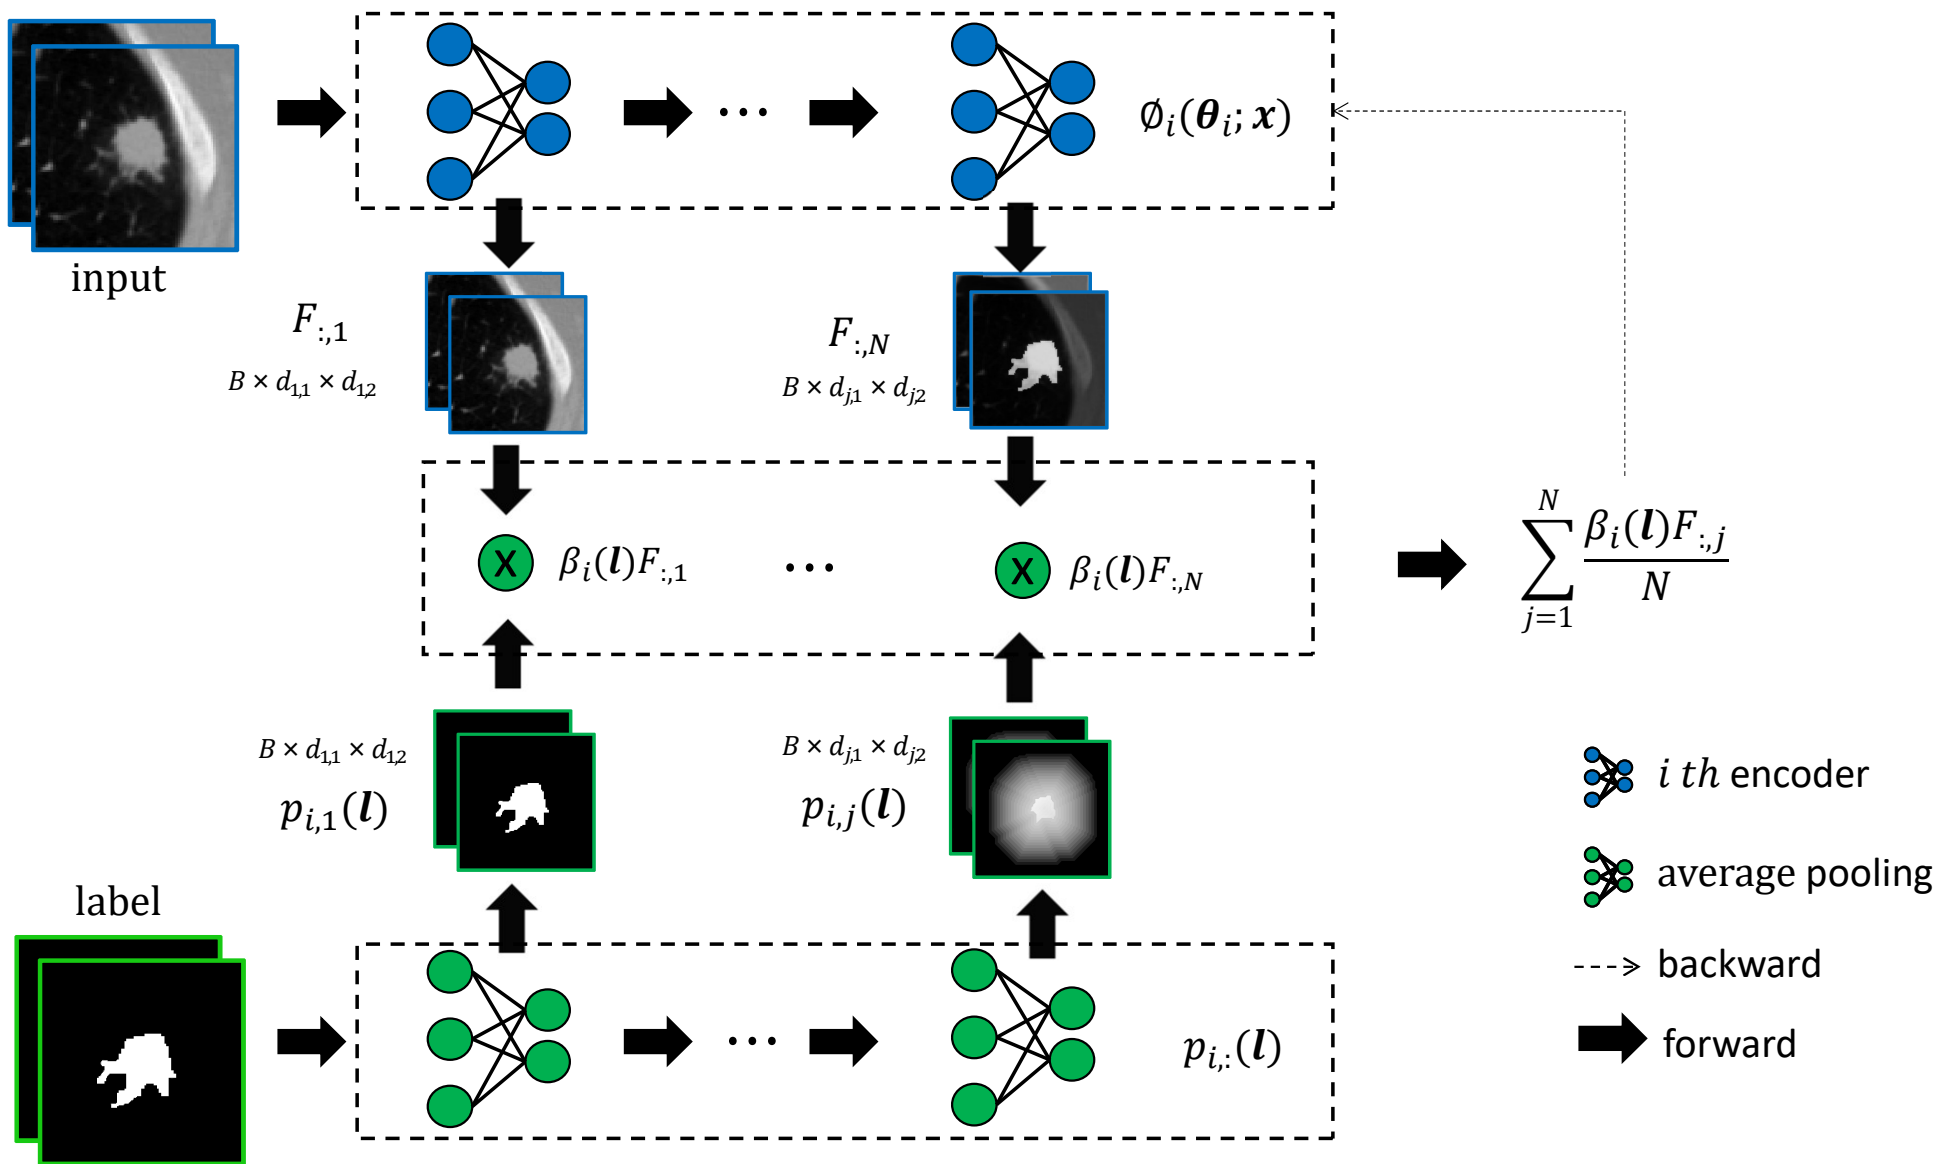 input
∅ᵢ(θᵢ; x)
F:,1
B × d1,1 × d1,2
F:,N
B × dj,1 × dj,2
X
βᵢ(l)F:,1
...
X
βᵢ(l)F:,N
∑_{j=1}^{N} βᵢ(l)F:,j / N
B × d1,1 × d1,2
pi,1(l)
B × dj,1 × dj,2
pi,j(l)
label
pi,:(l)
i th encoder
average pooling
backward
forward